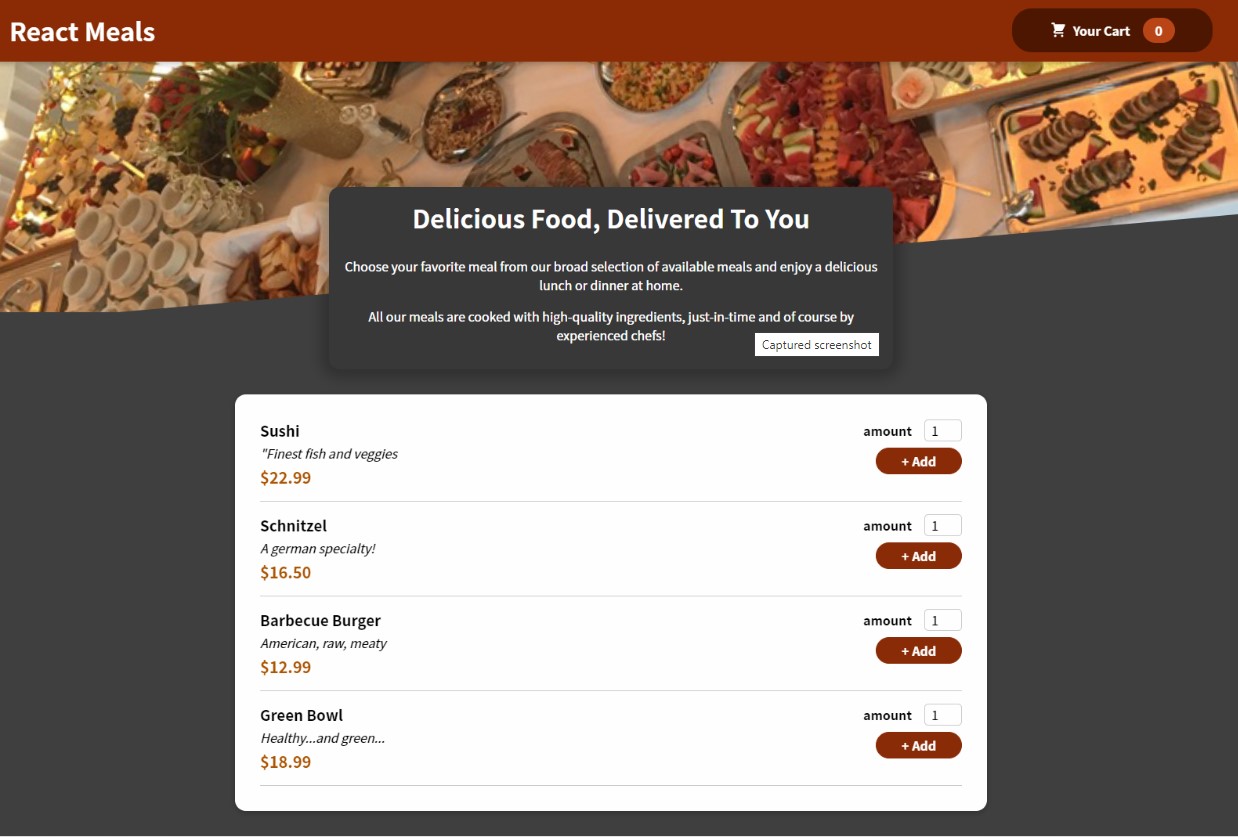 React Meals
Your Cart 0
Delicious Food, Delivered To You
Choose your favorite meal from our broad selection of available meals and enjoy a delicious
lunch or dinner at home.
All our meals are cooked with high-quality ingredients, just-in-time and of course by
experienced chefs!
Captured screenshot
Sushi
"Finest fish and veggies
$22.99
amount 1
+ Add
Schnitzel
A german specialty!
$16.50
amount 1
+ Add
Barbecue Burger
American, raw, meaty
$12.99
amount 1
+ Add
Green Bowl
Healthy...and green...
$18.99
amount 1
+ Add